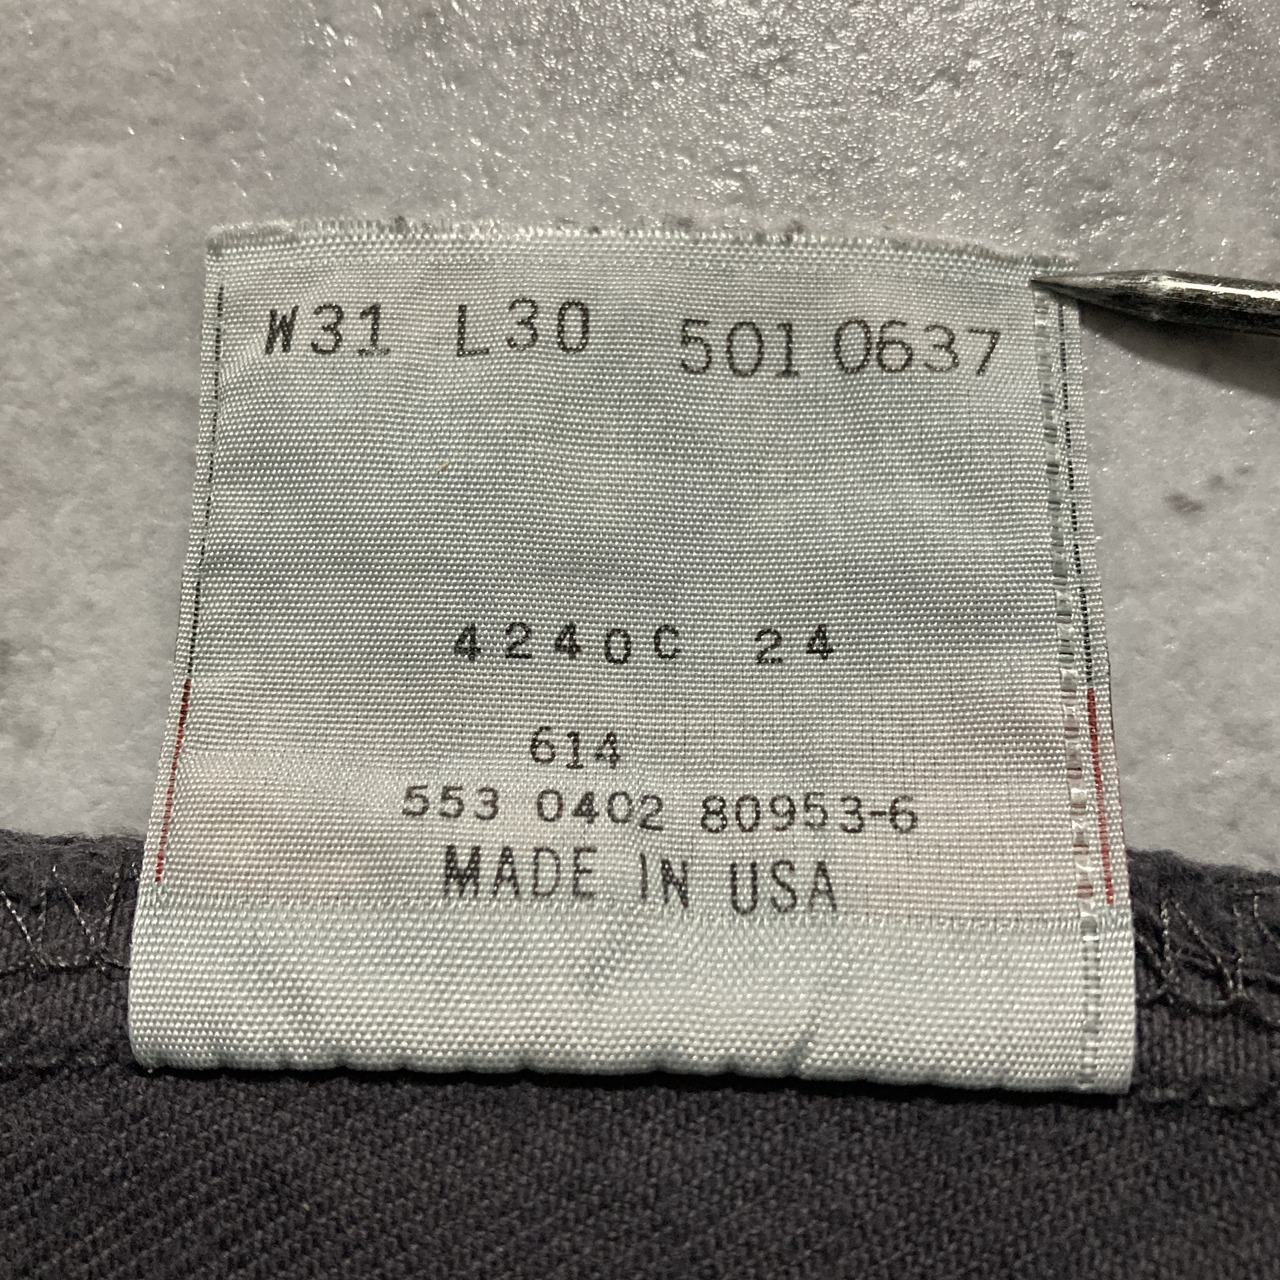 W31 L30 501 0637
4240C 24
614
553 0402 80953-6
MADE IN USA